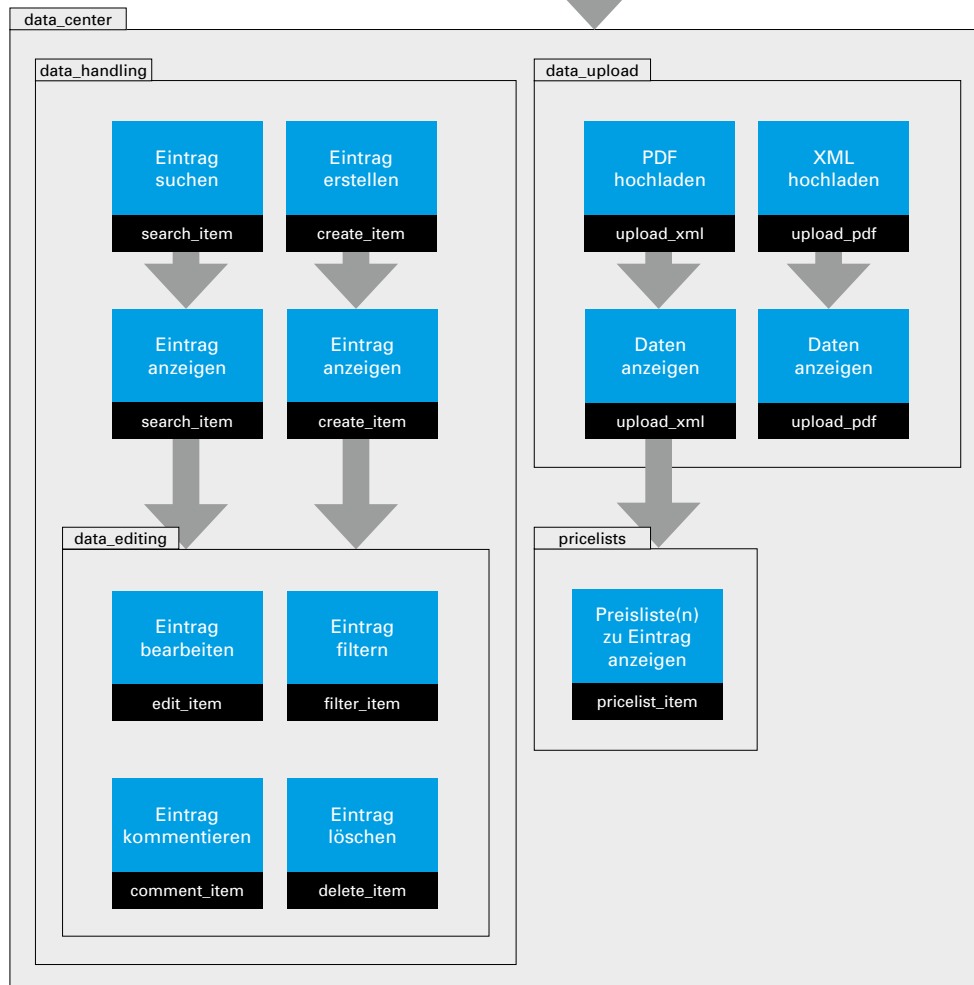 data_center
data_handling
Eintrag
suchen
search_item
Eintrag
erstellen
create_item
Eintrag
anzeigen
search_item
Eintrag
anzeigen
create_item
data_editing
Eintrag
bearbeiten
edit_item
Eintrag
filtern
filter_item
Eintrag
kommentieren
comment_item
Eintrag
löschen
delete_item
data_upload
PDF
hochladen
upload_xml
XML
hochladen
upload_pdf
Daten
anzeigen
upload_xml
Daten
anzeigen
upload_pdf
pricelists
Preisliste(n)
zu Eintrag
anzeigen
pricelist_item